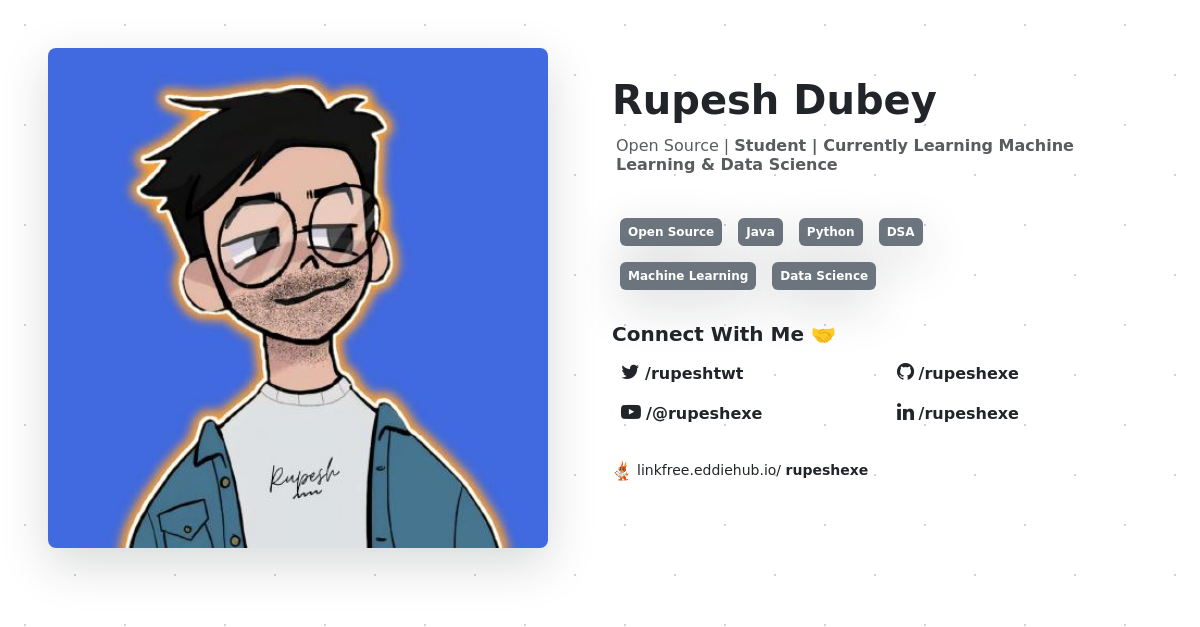 Rupesh Dubey
Open Source | Student | Currently Learning Machine
Learning & Data Science
Open Source Java Python DSA
Machine Learning Data Science
Connect With Me 🤝
/rupeshtwt /rupeshexe
/@rupeshexe /rupeshexe
linkfree.eddiehub.io/ rupeshexe
Rupesh